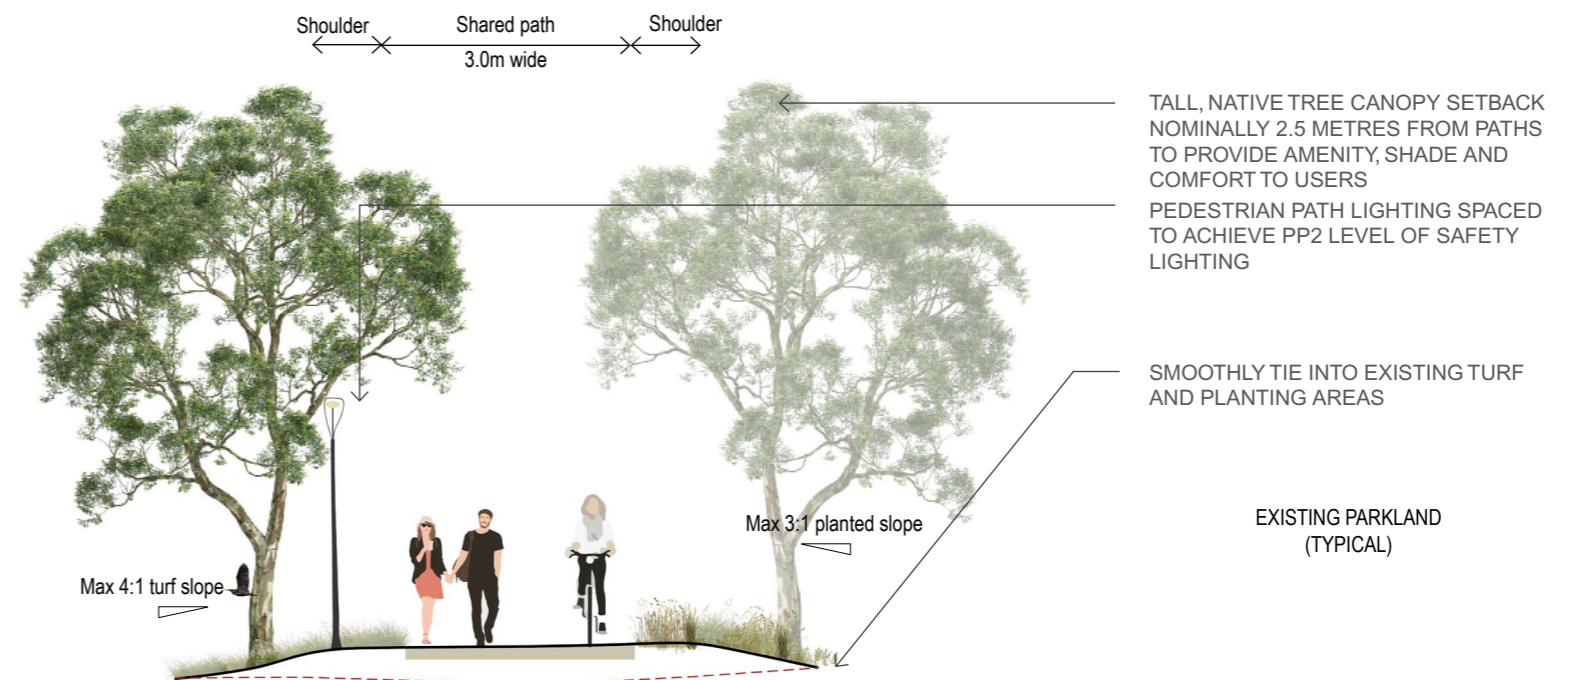 Shoulder
Shared path
Shoulder
3.0m wide
TALL, NATIVE TREE CANOPY SETBACK
NOMINALLY 2.5 METRES FROM PATHS
TO PROVIDE AMENITY, SHADE AND
COMFORT TO USERS
PEDESTRIAN PATH LIGHTING SPACED
TO ACHIEVE PP2 LEVEL OF SAFETY
LIGHTING
SMOOTHLY TIE INTO EXISTING TURF
AND PLANTING AREAS
Max 3:1 planted slope
EXISTING PARKLAND
(TYPICAL)
Max 4:1 turf slope